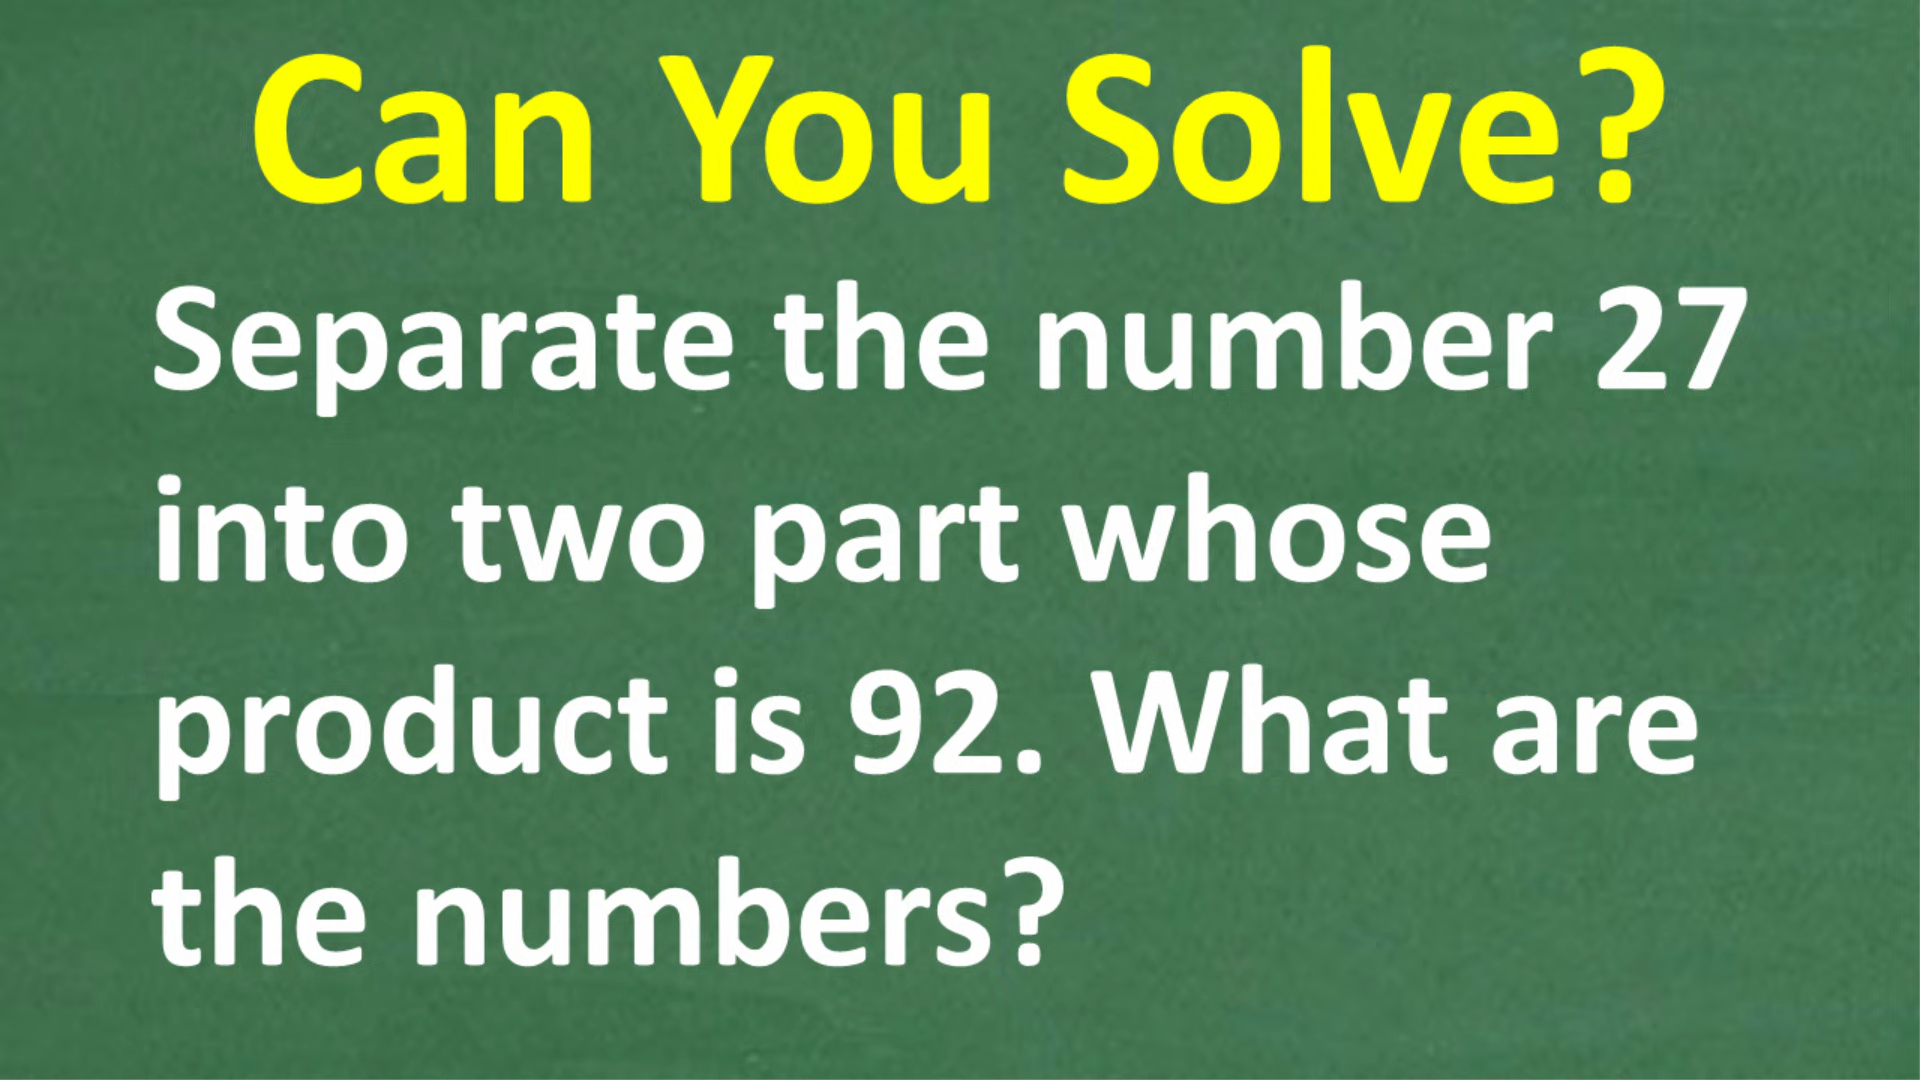 Can You Solve?
Separate the number 27
into two part whose
product is 92. What are
the numbers?